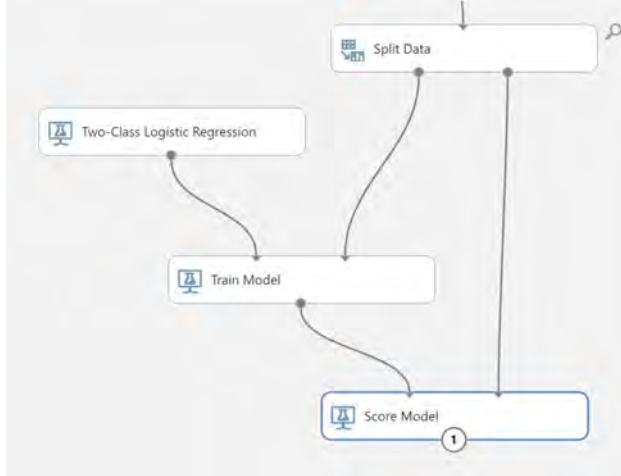 Split Data
Two-Class Logistic Regression
Train Model
Score Model
1